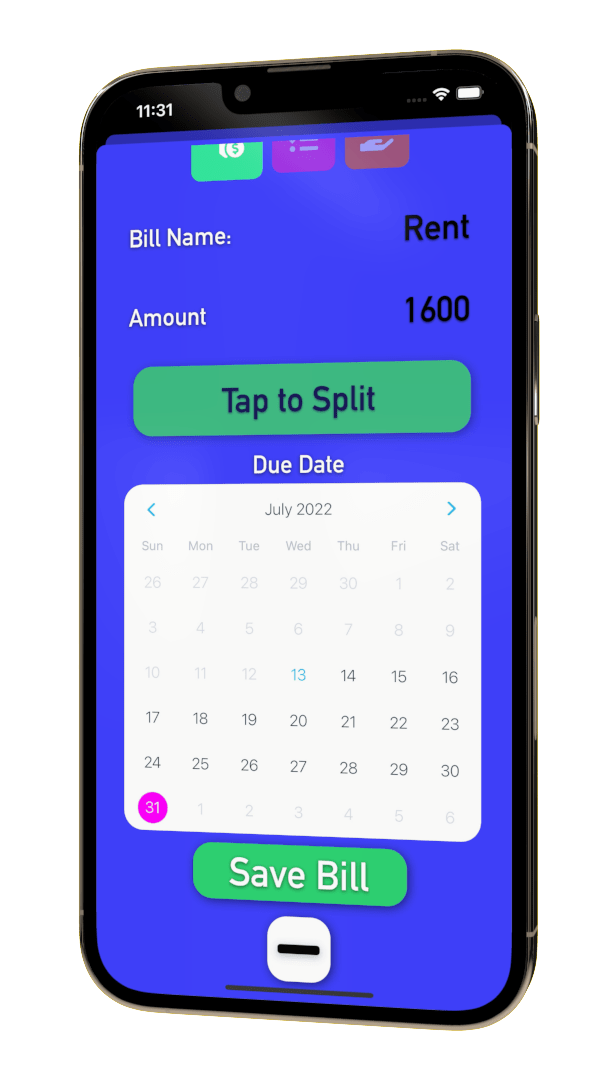 11:31
Bill Name: Rent
Amount 1600
Tap to Split
Due Date
July 2022
Sun Mon Tue Wed Thu Fri Sat
26 27 28 29 30 1 2
3 4 5 6 7 8 9
10 11 12 13 14 15 16
17 18 19 20 21 22 23
24 25 26 27 28 29 30
31 1 2 3 4 5 6
Save Bill